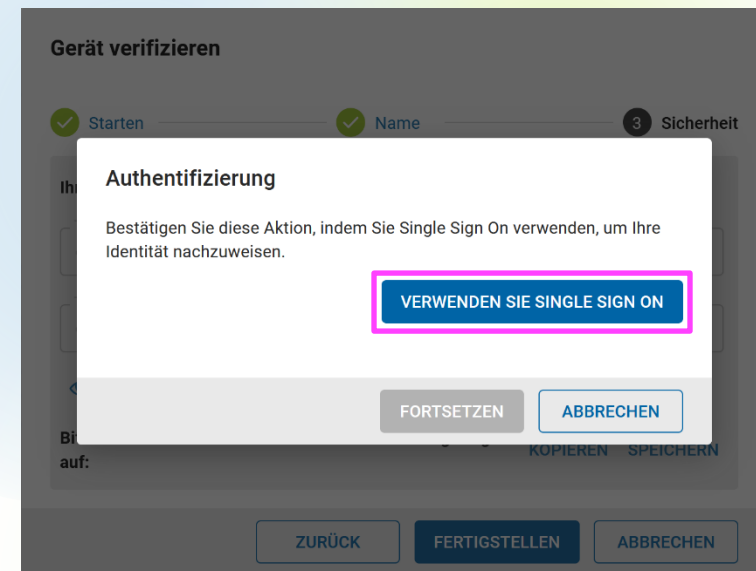 Gerät verifizieren
Starten
Name
3 Sicherheit
Ihr
Authentifizierung
Bestätigen Sie diese Aktion, indem Sie Single Sign On verwenden, um Ihre
Identität nachzuweisen.
VERWENDEN SIE SINGLE SIGN ON
FORTSETZEN
ABBRECHEN
auf:
KOPIEREN SPEICHERN
ZURÜCK
FERTIGSTELLEN
ABBRECHEN